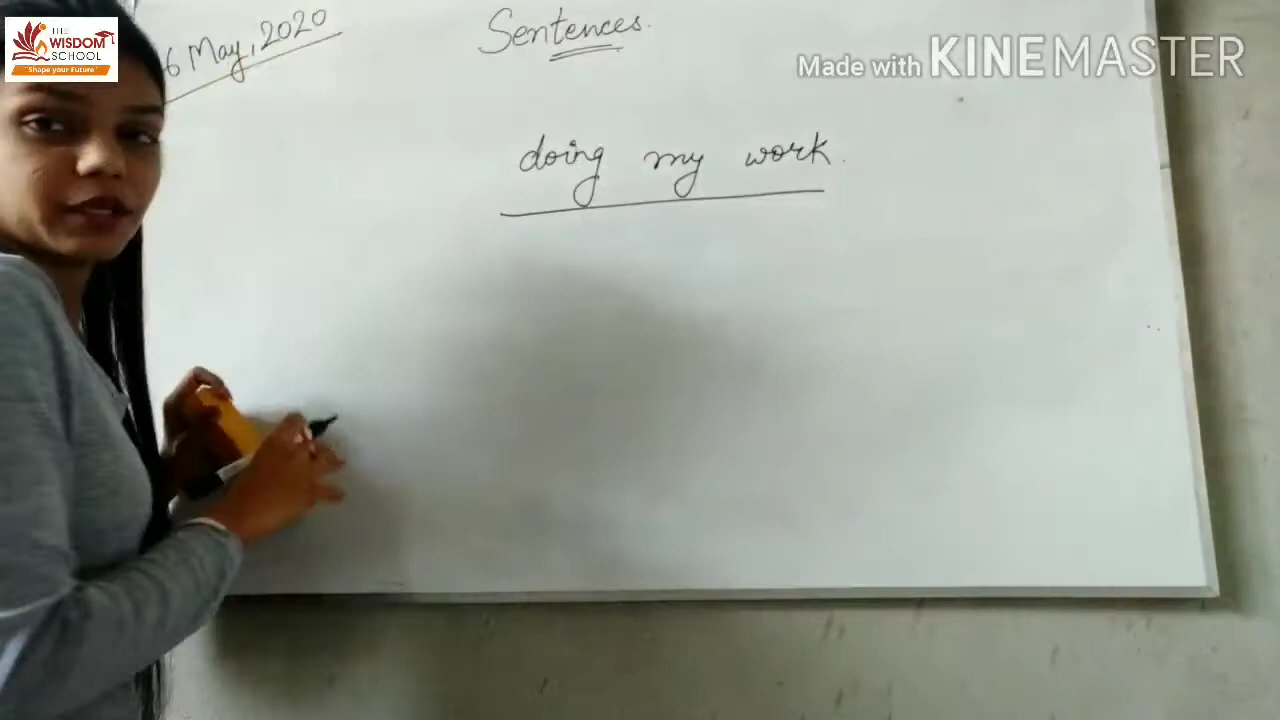 THE
WISDOM
SCHOOL
"Shape your Future"
6 May, 2020
Sentences.
Made with KINEMASTER
doing my work.